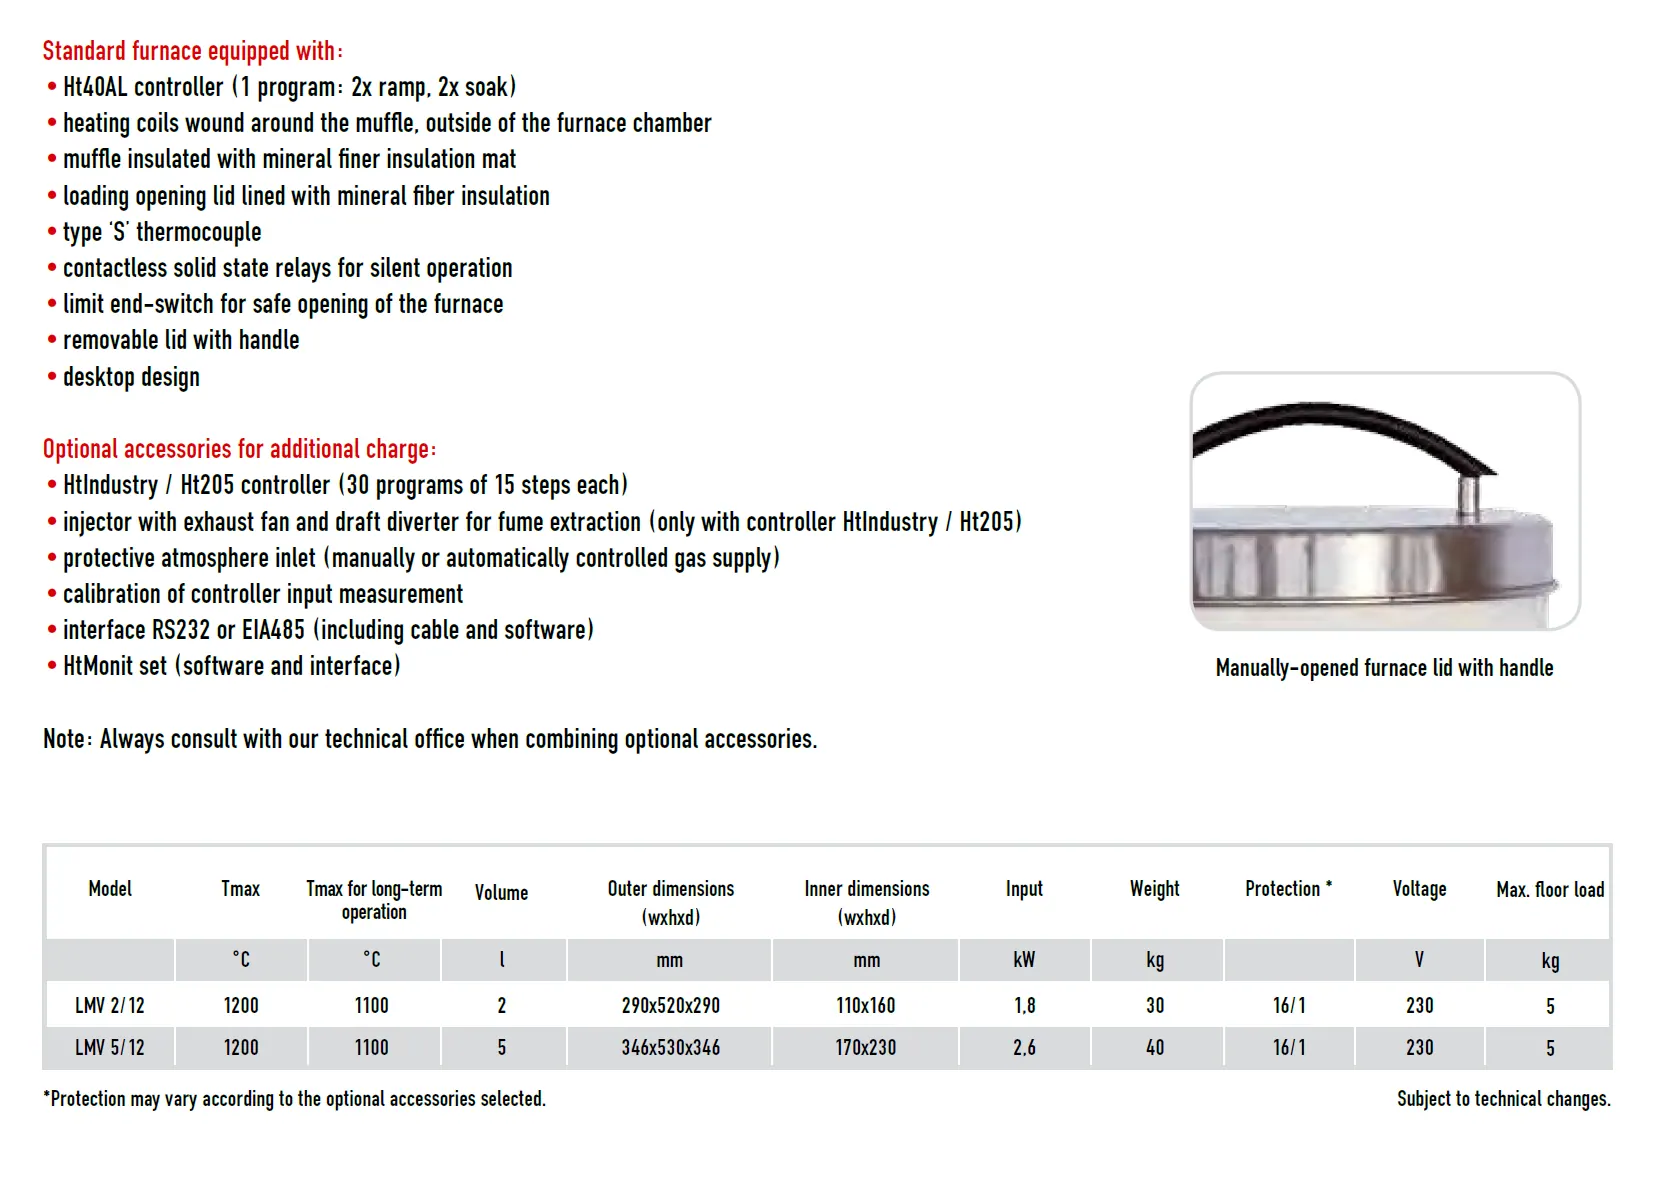 Standard furnace equipped with:
• Ht40AL controller (1 program: 2x ramp, 2x soak)
• heating coils wound around the muffle, outside of the furnace chamber
• muffle insulated with mineral finer insulation mat
• loading opening lid lined with mineral fiber insulation
• type ‘S’ thermocouple
• contactless solid state relays for silent operation
• limit end-switch for safe opening of the furnace
• removable lid with handle
• desktop design
Optional accessories for additional charge:
• HtIndustry / Ht205 controller (30 programs of 15 steps each)
• injector with exhaust fan and draft diverter for fume extraction (only with controller HtIndustry / Ht205)
• protective atmosphere inlet (manually or automatically controlled gas supply)
• calibration of controller input measurement
• interface RS232 or EIA485 (including cable and software)
• HtMonit set (software and interface)
Manually-opened furnace lid with handle
Note: Always consult with our technical office when combining optional accessories.
Model Tmax Tmax for long-term operation Volume Outer dimensions (wxhxd) Inner dimensions (wxhxd) Input Weight Protection * Voltage Max. floor load
°C °C l mm mm kW kg V kg
LMV 2/12 1200 1100 2 290x520x290 110x160 1,8 30 16/1 230 5
LMV 5/12 1200 1100 5 346x530x346 170x230 2,6 40 16/1 230 5
*Protection may vary according to the optional accessories selected. Subject to technical changes.